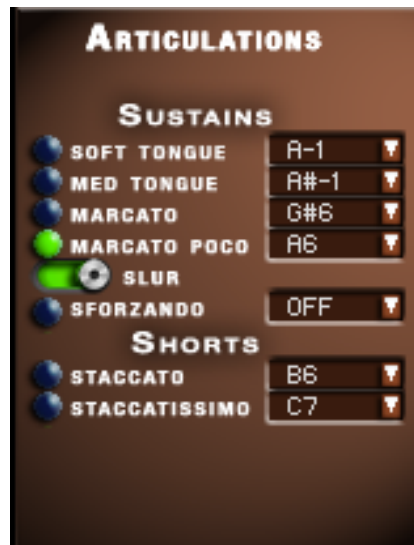 ARTICULATIONS
SUSTAINS
SOFT TONGUE A-1
MED TONGUE A#-1
MARCATO G#6
MARCATO POCO A6
SLUR
SFORZANDO OFF
SHORTS
STACCATO B6
STACCATISSIMO C7